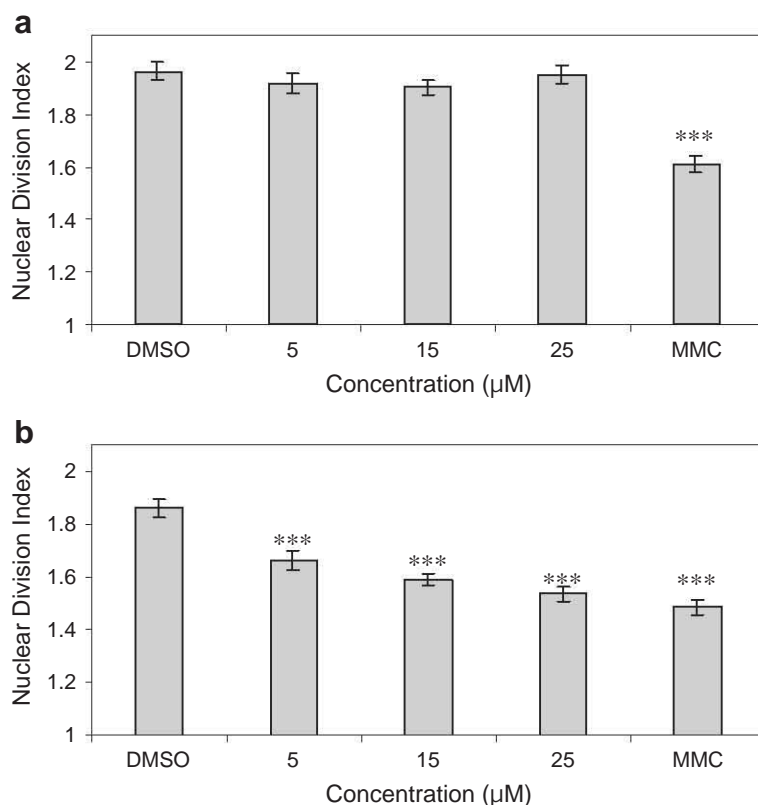 a
Nuclear Division Index
2
1.8
1.6
1.4
1.2
1
***
DMSO 5 15 25 MMC
Concentration (µM)
b
Nuclear Division Index
2
1.8
1.6
1.4
1.2
1
*** *** *** ***
DMSO 5 15 25 MMC
Concentration (µM)